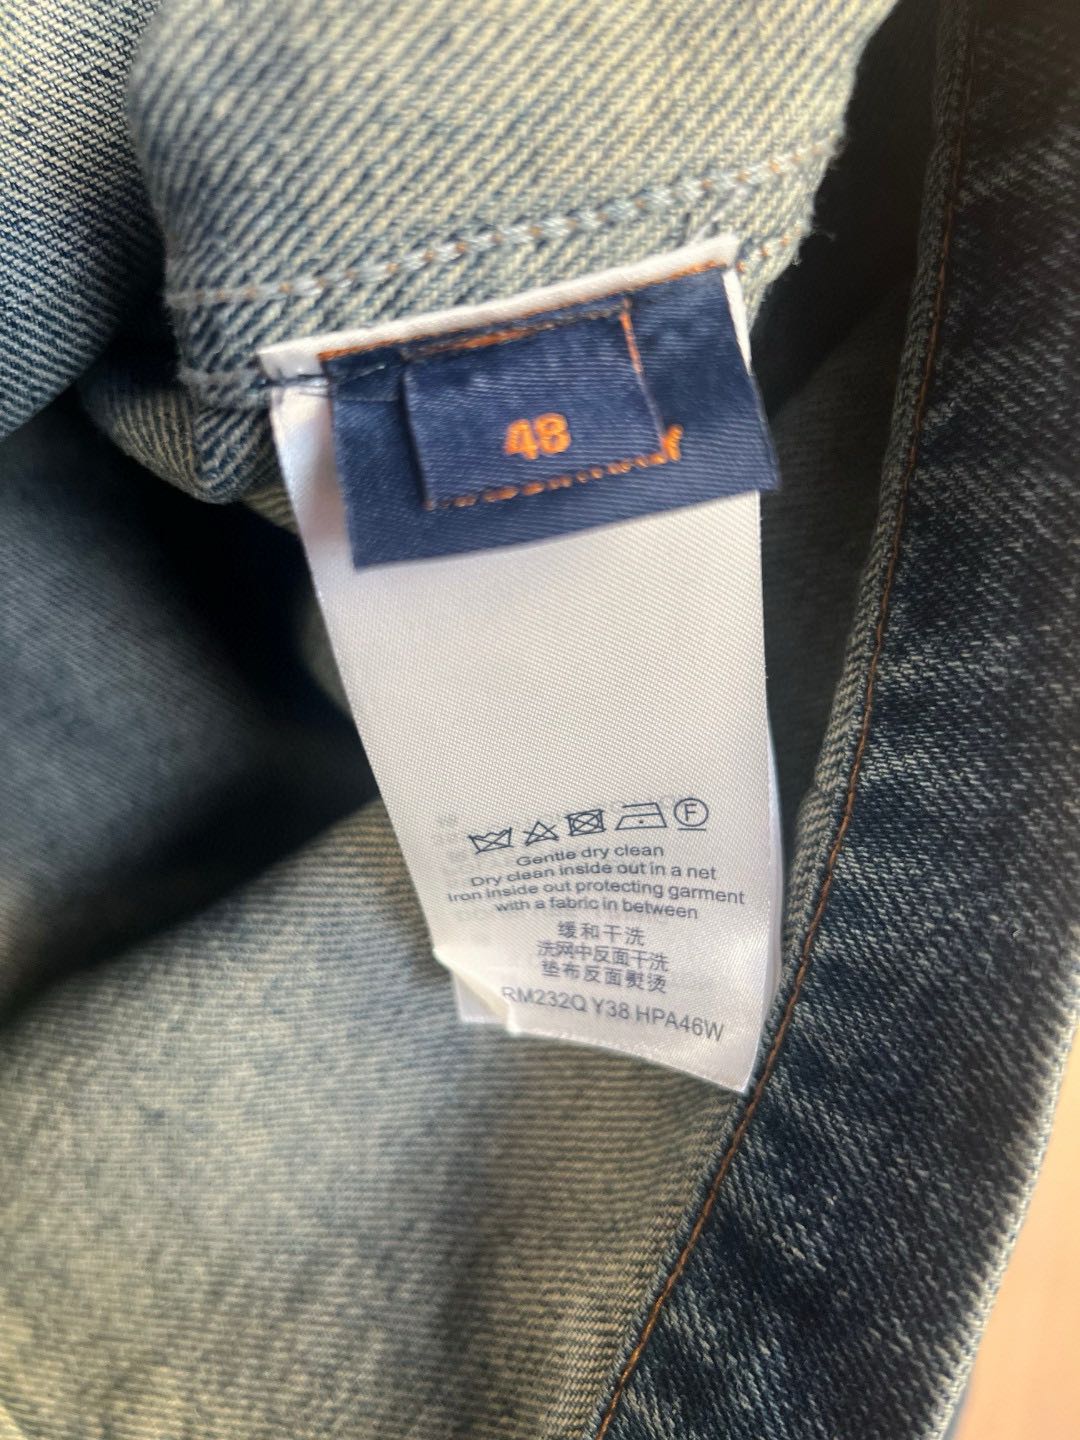 48
F
Gentle dry clean
Dry clean inside out in a net
Iron inside out protecting garment
with a fabric in between
缓和干洗
洗网中反面干洗
垫布反面熨烫
RM232Q Y38 HPA46W